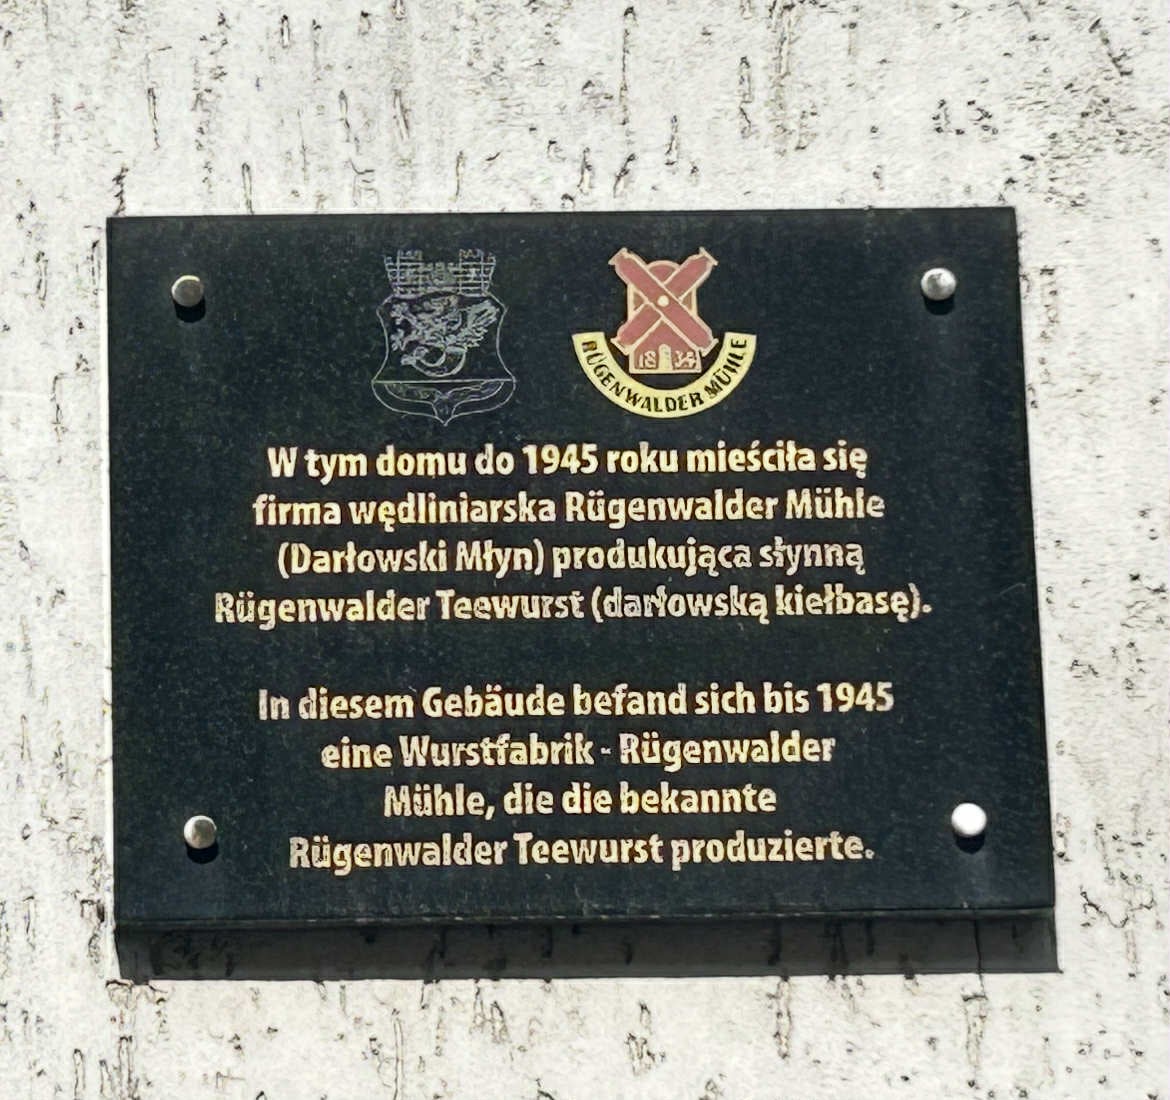 1834
RÜGENWALDER MÜHLE
W tym domu do 1945 roku mieściła się
firma wędliniarska Rügenwalder Mühle
(Darłowski Młyn) produkująca słynną
Rügenwalder Teewurst (darłowską kiełbasę).
In diesem Gebäude befand sich bis 1945
eine Wurstfabrik - Rügenwalder
Mühle, die die bekannte
Rügenwalder Teewurst produzierte.